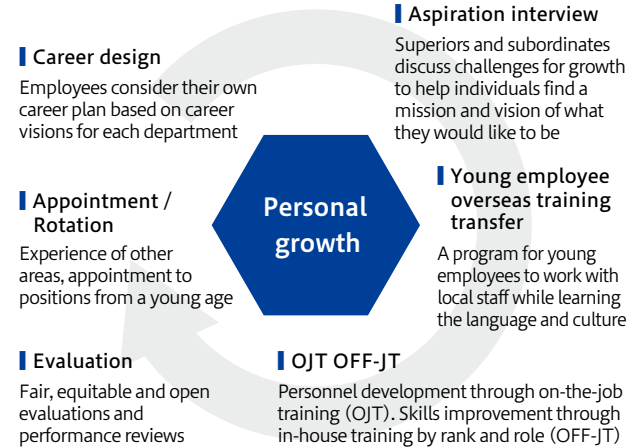 Aspiration interview
Superiors and subordinates
discuss challenges for growth
to help individuals find a
mission and vision of what
they would like to be
Career design
Employees consider their own
career plan based on career
visions for each department
Personal
growth
Young employee
overseas training
transfer
A program for young
employees to work with
local staff while learning
the language and culture
Appointment /
Rotation
Experience of other
areas, appointment to
positions from a young age
Evaluation
Fair, equitable and open
evaluations and
performance reviews
OJT OFF-JT
Personnel development through on-the-job
training (OJT). Skills improvement through
in-house training by rank and role (OFF-JT)